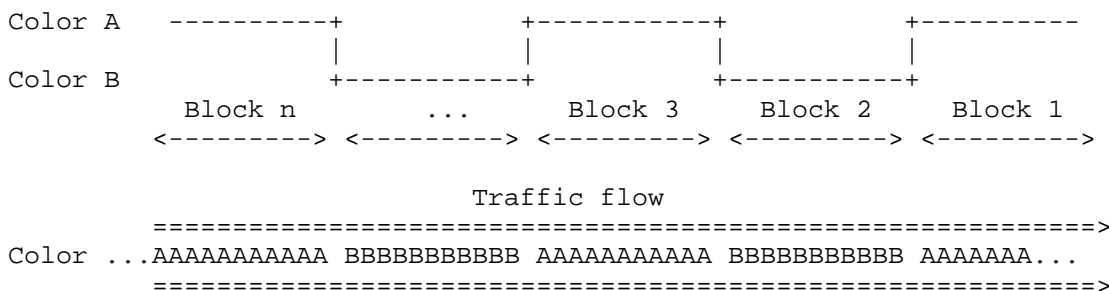 Color A   ----------+           +-----------+           +----------
                    |           |           |           |
Color B             +-----------+           +-----------+
           Block n        ...      Block 3     Block 2     Block 1
         <---------> <---------> <---------> <---------> <--------->
                             Traffic flow
         ===========================================================>
Color ...AAAAAAAAAAA BBBBBBBBBBB AAAAAAAAAAA BBBBBBBBBBB AAAAAAA...
         ===========================================================>